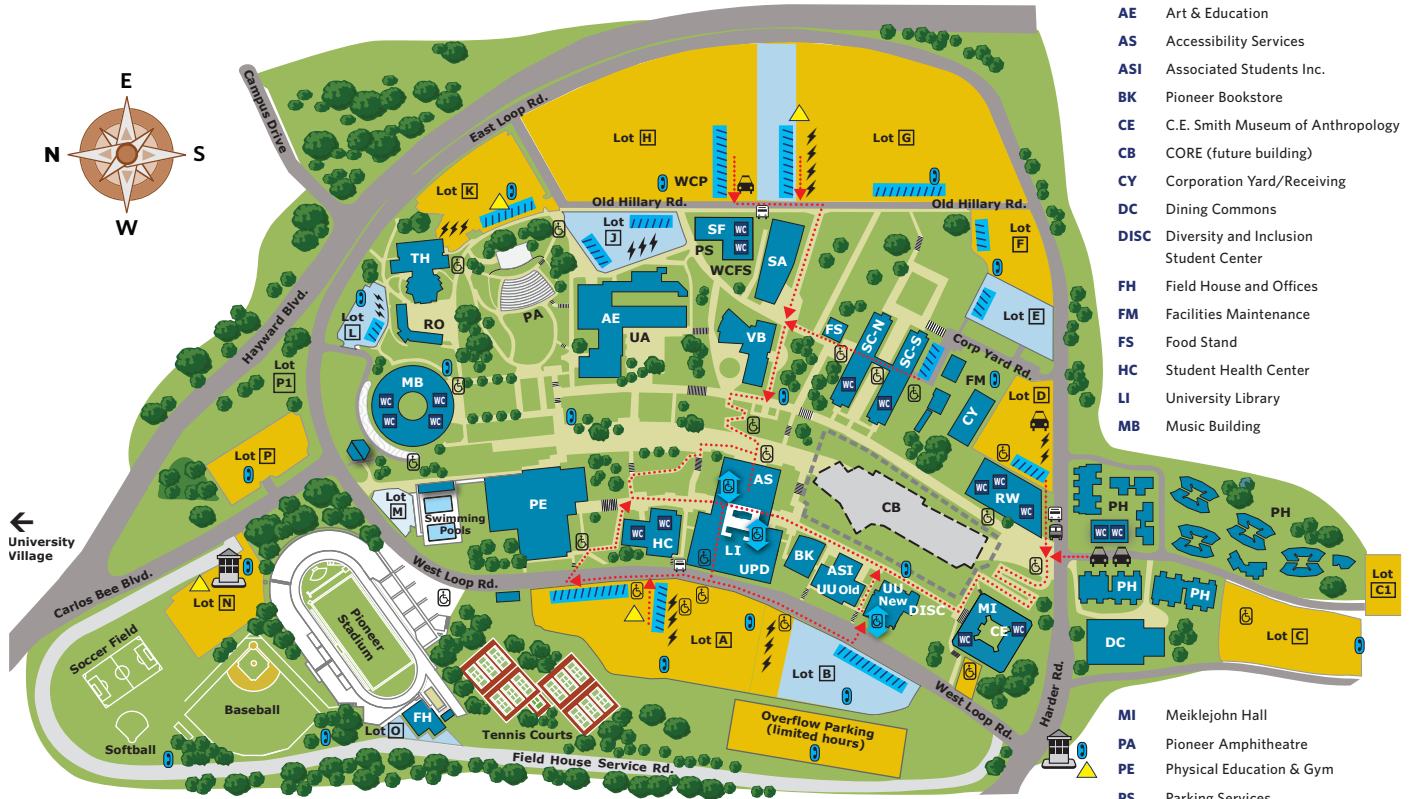 E
N
S
W
Campus Drive
East Loop Rd.
Hayward Blvd.
Lot H
Lot G
WCP
Lot K
Old Hillary Rd.
Old Hillary Rd.
Lot J
SF
WC
WC
PS
WCFS
SA
Lot F
Lot E
TH
RO
PA
Lot L
AE
UA
VB
FS
SC-N
SC-S
WC
WC
Corp Yard Rd.
FM
CY
Lot D
Lot P1
MB
WC
WC
WC
WC
Lot P
Lot M
Swimming Pools
PE
WC
WC
HC
AS
LI
UPD
BK
ASI
UU Old
UU New
DISC
CB
WC
WC
RW
WC
MI
CE
WC
WC
PH
WC
WC
PH
PH
PH
DC
Lot C
Lot C1
←
University
Village
Carlos Bee Blvd.
West Loop Rd.
West Loop Rd.
Harder Rd.
Lot N
Pioneer Stadium
Soccer Field
Baseball
Softball
FH
Lot O
Tennis Courts
Lot A
Lot B
Overflow Parking
(limited hours)
Field House Service Rd.
AE Art & Education
AS Accessibility Services
ASI Associated Students Inc.
BK Pioneer Bookstore
CE C.E. Smith Museum of Anthropology
CB CORE (future building)
CY Corporation Yard/Receiving
DC Dining Commons
DISC Diversity and Inclusion
Student Center
FH Field House and Offices
FM Facilities Maintenance
FS Food Stand
HC Student Health Center
LI University Library
MB Music Building
MI Meiklejohn Hall
PA Pioneer Amphitheatre
PE Physical Education & Gym
PS Parking Services